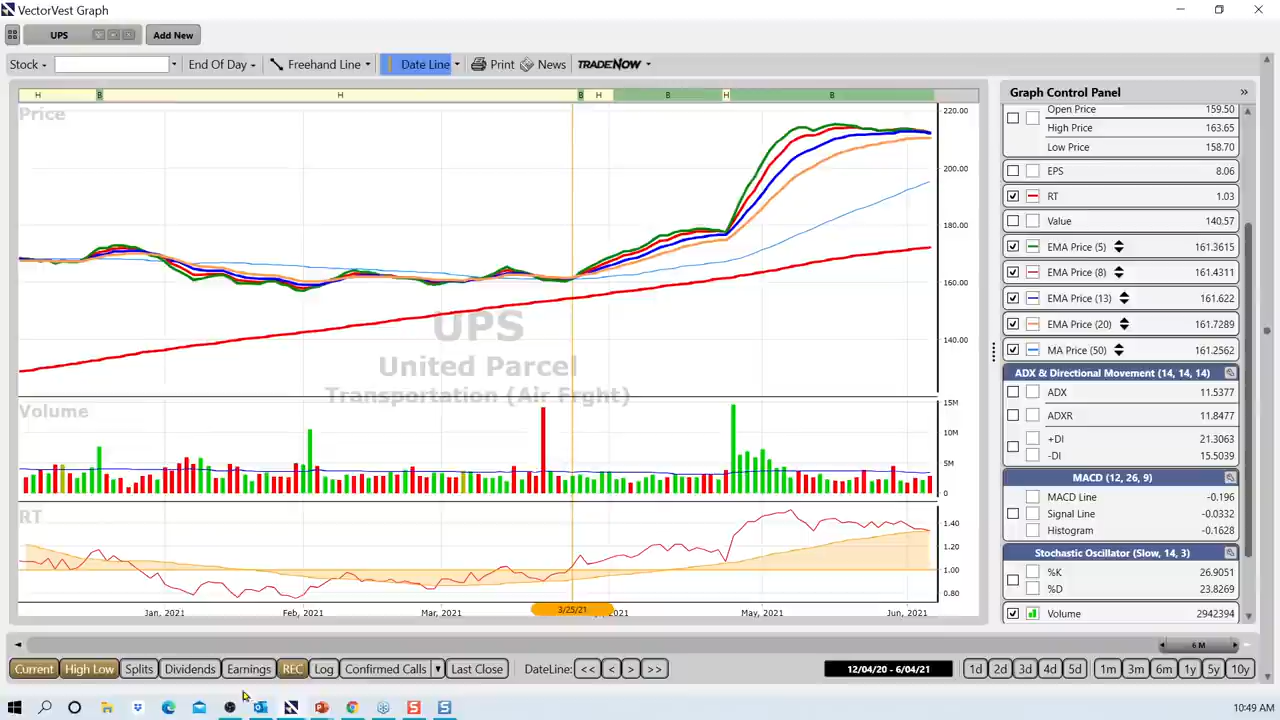 VectorVest Graph
UPS
Add New
Stock
End Of Day
Freehand Line
Date Line
Print
News
TRADENOW
H B H B H B H B
Price
220.00
200.00
180.00
160.00
140.00
UPS
United Parcel
Transportation (Air Frght)
Volume
15M
10M
5M
0
RT
1.40
1.20
1.00
0.80
Jan, 2021 Feb, 2021 Mar, 2021 3/25/21 2021 May, 2021 Jun, 2021
Graph Control Panel »
Open Price 159.50
High Price 163.65
Low Price 158.70
EPS 8.06
RT 1.03
Value 140.57
EMA Price (5) 161.3615
EMA Price (8) 161.4311
EMA Price (13) 161.622
EMA Price (20) 161.7289
MA Price (50) 161.2562
ADX & Directional Movement (14, 14, 14)
ADX 11.5377
ADXR 11.8477
+DI 21.3063
-DI 15.5039
MACD (12, 26, 9)
MACD Line -0.196
Signal Line -0.0332
Histogram -0.1628
Stochastic Oscillator (Slow, 14, 3)
%K 26.9051
%D 23.8269
Volume 2942394
6 M
Current High Low Splits Dividends Earnings REC Log Confirmed Calls Last Close DateLine: << < > >> 12/04/20 - 6/04/21 1d 2d 3d 4d 5d 1m 3m 6m 1y 5y 10y
10:49 AM